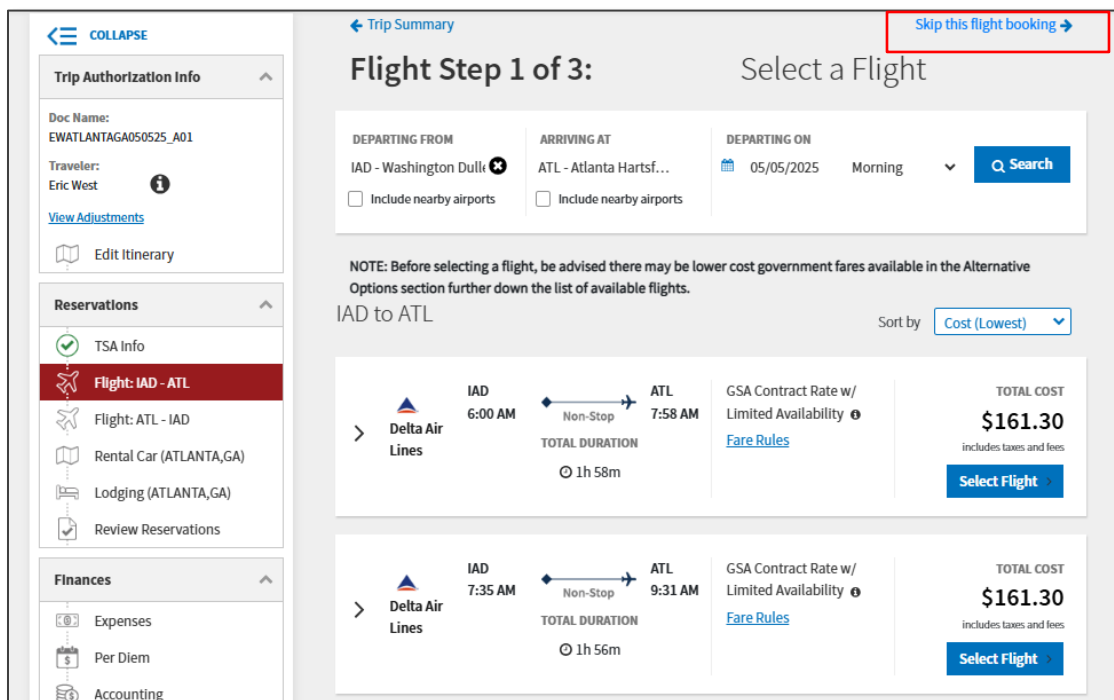 COLLAPSE
Trip Authorization Info
Doc Name:
EWATLANTAGA050525_A01
Traveler:
Eric West
View Adjustments
Edit Itinerary
Reservations
TSA Info
Flight: IAD - ATL
Flight: ATL - IAD
Rental Car (ATLANTA,GA)
Lodging (ATLANTA,GA)
Review Reservations
Finances
Expenses
Per Diem
Accounting
Trip Summary
Skip this flight booking
Flight Step 1 of 3: Select a Flight
DEPARTING FROM
IAD - Washington Dulle
Include nearby airports
ARRIVING AT
ATL - Atlanta Hartsf...
Include nearby airports
DEPARTING ON
05/05/2025 Morning
Search
NOTE: Before selecting a flight, be advised there may be lower cost government fares available in the Alternative
Options section further down the list of available flights.
IAD to ATL
Sort by Cost (Lowest)
Delta Air
Lines
IAD
6:00 AM
Non-Stop
ATL
7:58 AM
TOTAL DURATION
1h 58m
GSA Contract Rate w/
Limited Availability
Fare Rules
TOTAL COST
$161.30
includes taxes and fees
Select Flight
Delta Air
Lines
IAD
7:35 AM
Non-Stop
ATL
9:31 AM
TOTAL DURATION
1h 56m
GSA Contract Rate w/
Limited Availability
Fare Rules
TOTAL COST
$161.30
includes taxes and fees
Select Flight